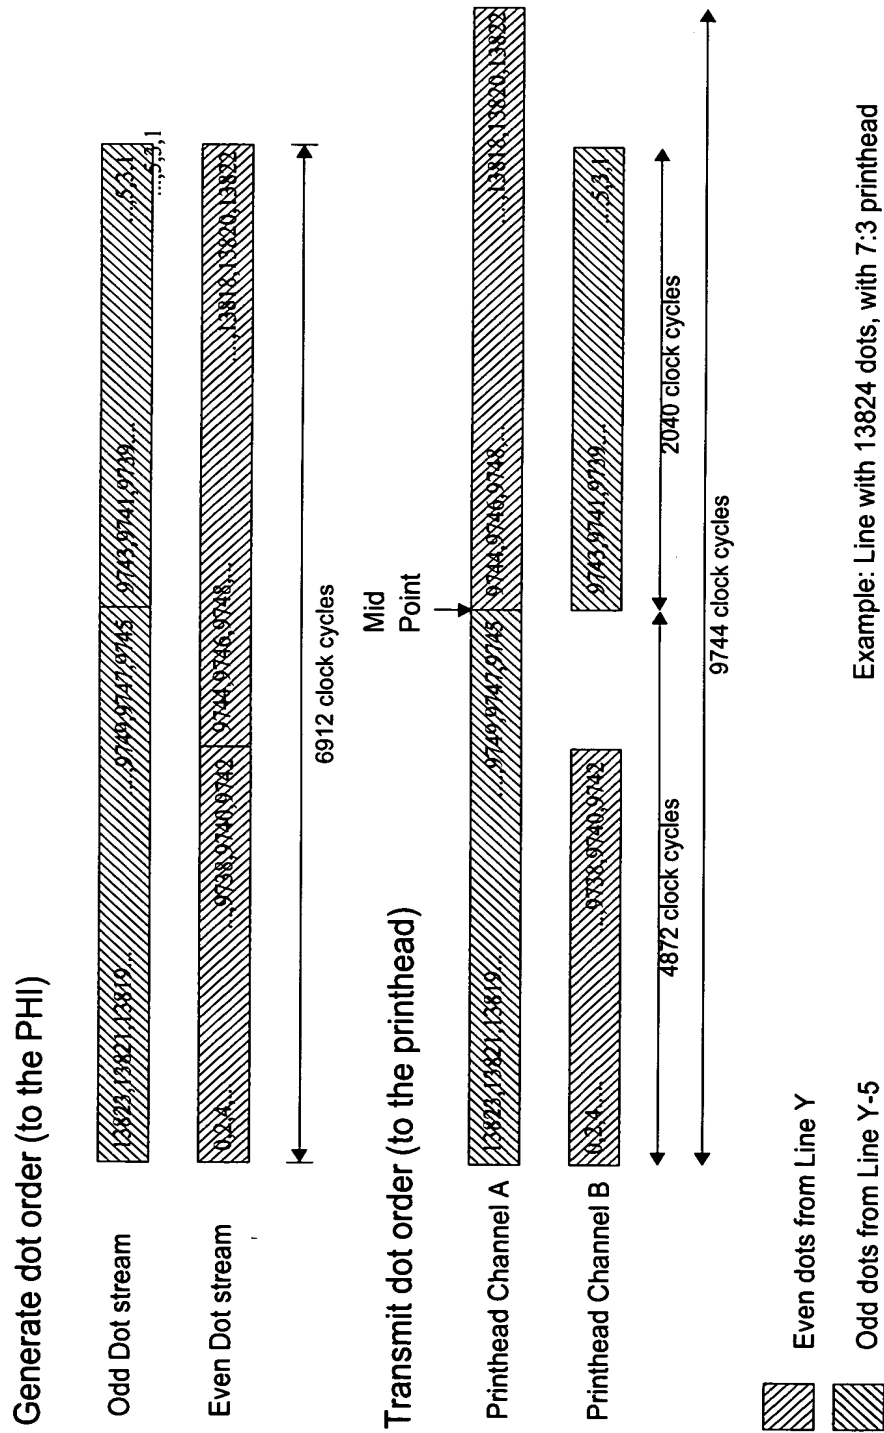 Generate dot order (to the PHI)
Odd Dot stream
13823,13821,13819...
...,9749,9747,9745
9743,9741,9739....
...,5,3,1
...,5,3,1
Even Dot stream
0,2,4....
...,9738,9740,9742
9744,9746,9748,...
....,13818,13820,13822
6912 clock cycles
Transmit dot order (to the printhead)
Mid
Point
Printhead Channel A
13823,13821,13819...
....,9749,9747,9745
9744,9746,9748,...
....,13818,13820,13822
Printhead Channel B
0,2,4.....
...,9738,9740,9742
9743,9741,9739....
....5,3,1
4872 clock cycles
2040 clock cycles
9744 clock cycles
Even dots from Line Y
Odd dots from Line Y-5
Example: Line with 13824 dots, with 7:3 printhead